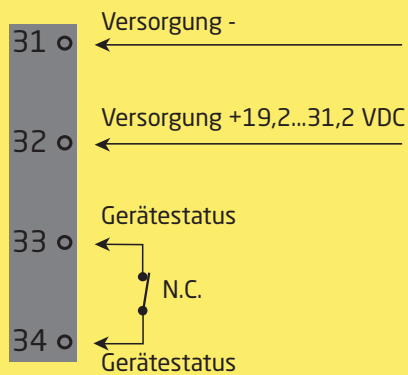 Versorgung -
31
Versorgung +19,2...31,2 VDC
32
Gerätestatus
33
N.C.
34
Gerätestatus